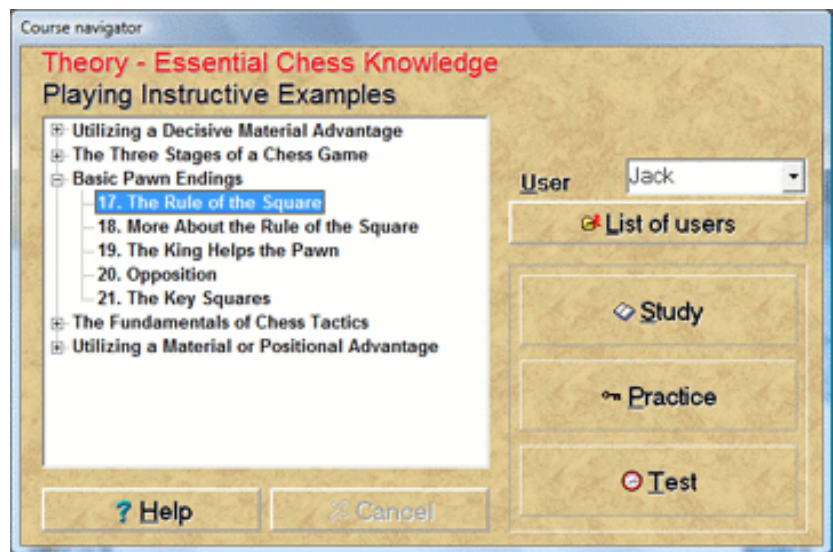 Course navigator
Theory - Essential Chess Knowledge
Playing Instructive Examples
Utilizing a Decisive Material Advantage
The Three Stages of a Chess Game
Basic Pawn Endings
17. The Rule of the Square
18. More About the Rule of the Square
19. The King Helps the Pawn
20. Opposition
21. The Key Squares
The Fundamentals of Chess Tactics
Utilizing a Material or Positional Advantage
User Jack
List of users
Study
Practice
Test
? Help
Cancel